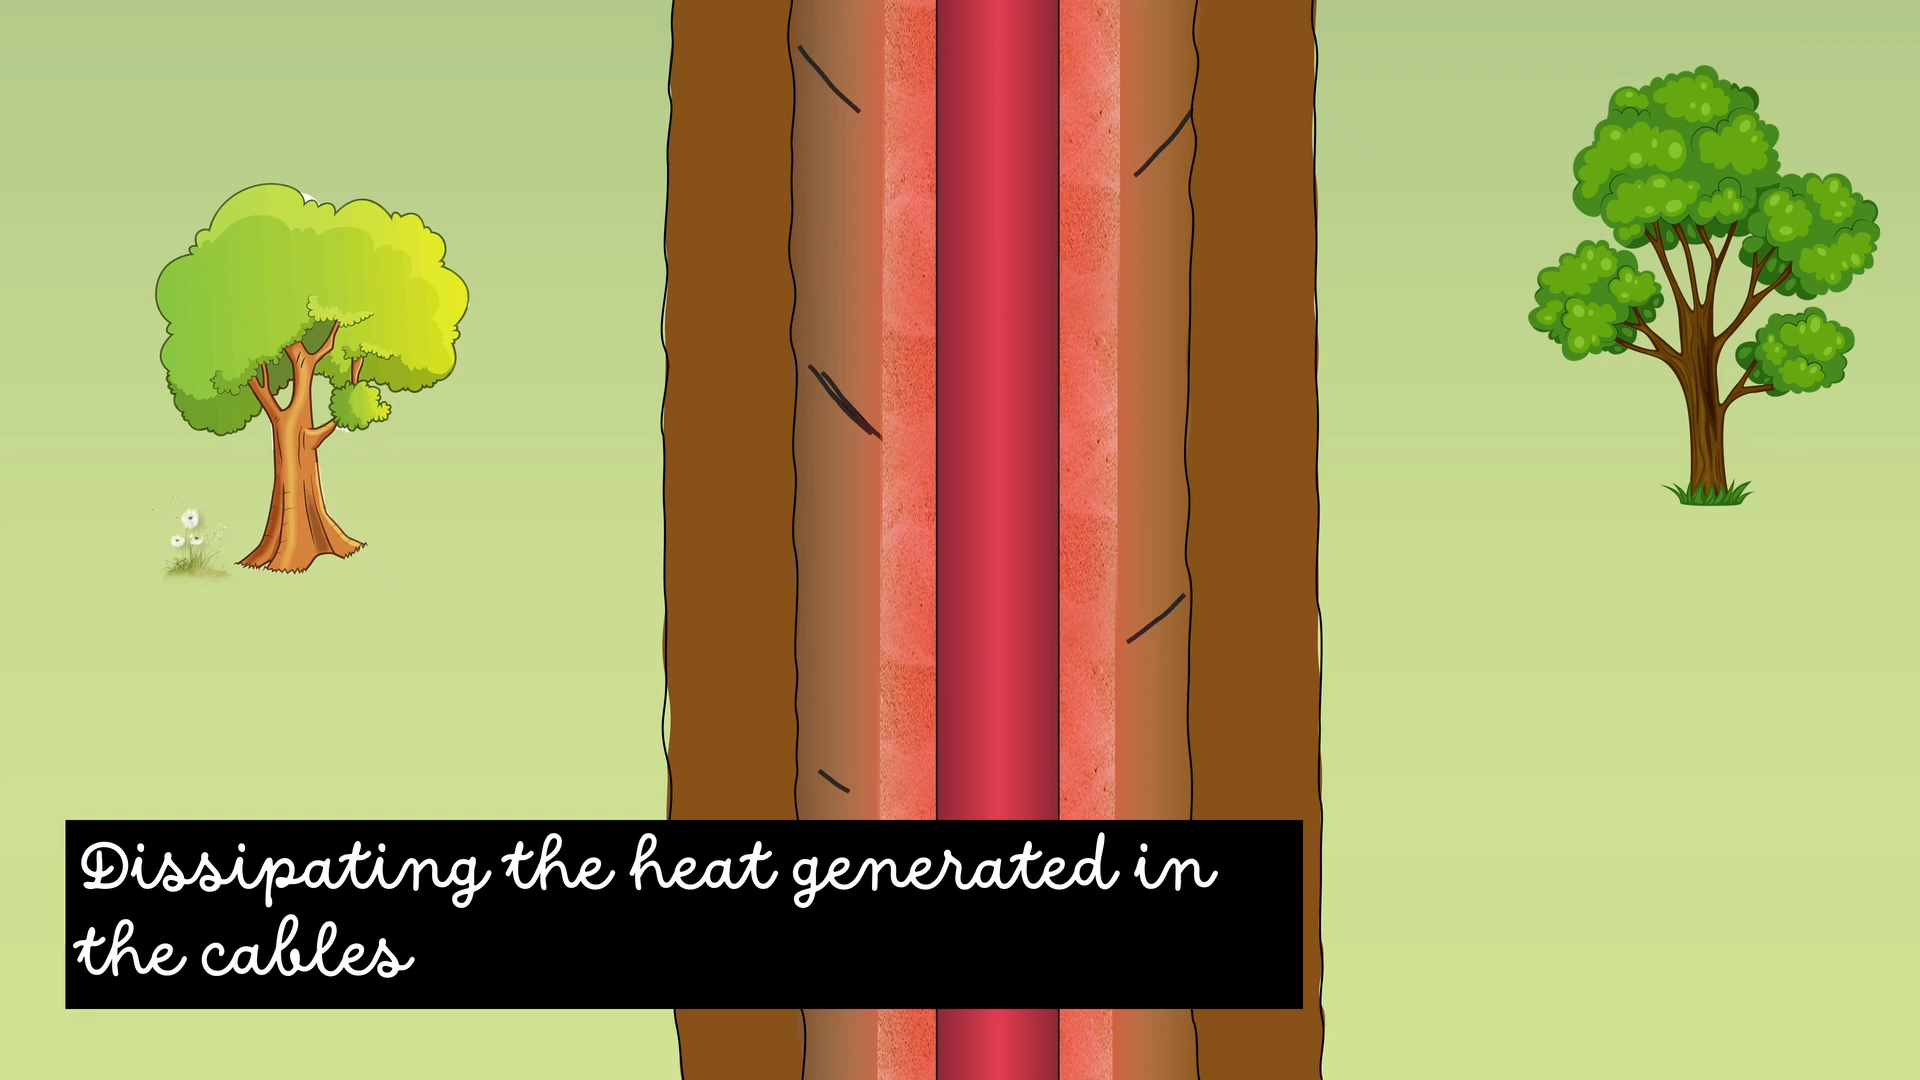 Dissipating the heat generated in
the cables